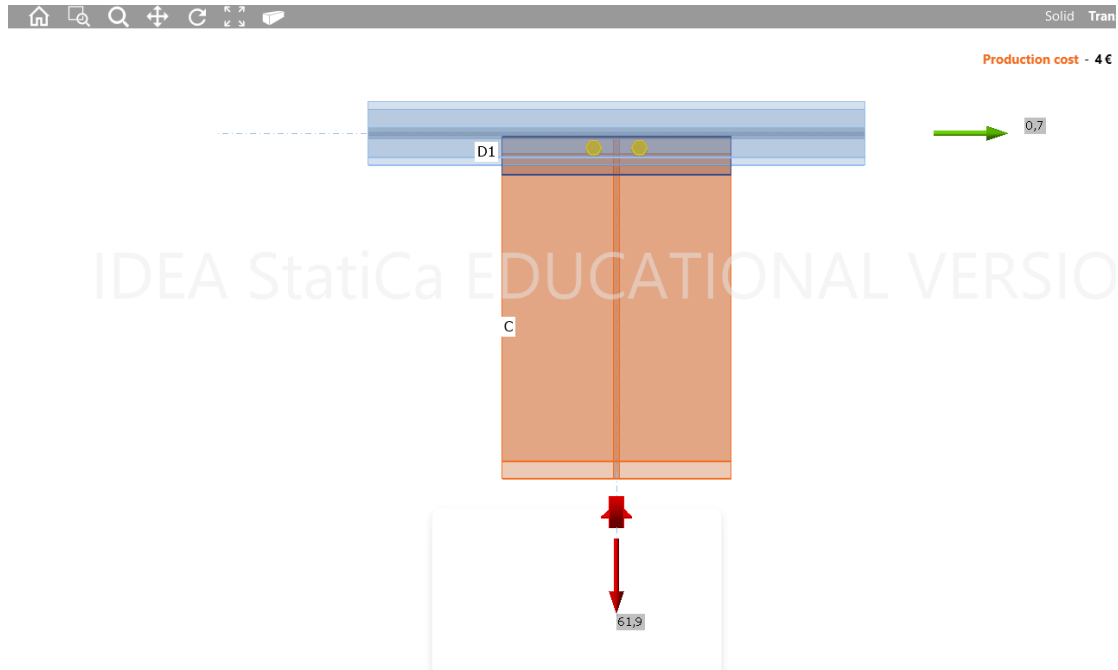 Solid Tran
Production cost - 4 €
0,7
D1
IDEA StatiCa EDUCATIONAL VERSIO
C
61,9